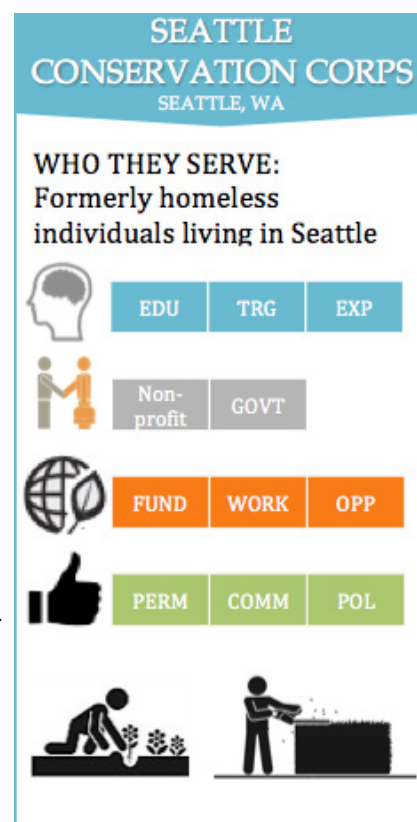 SEATTLE
CONSERVATION CORPS
SEATTLE, WA
WHO THEY SERVE:
Formerly homeless
individuals living in Seattle
EDU TRG EXP
Non-
profit GOVT
FUND WORK OPP
PERM COMM POL